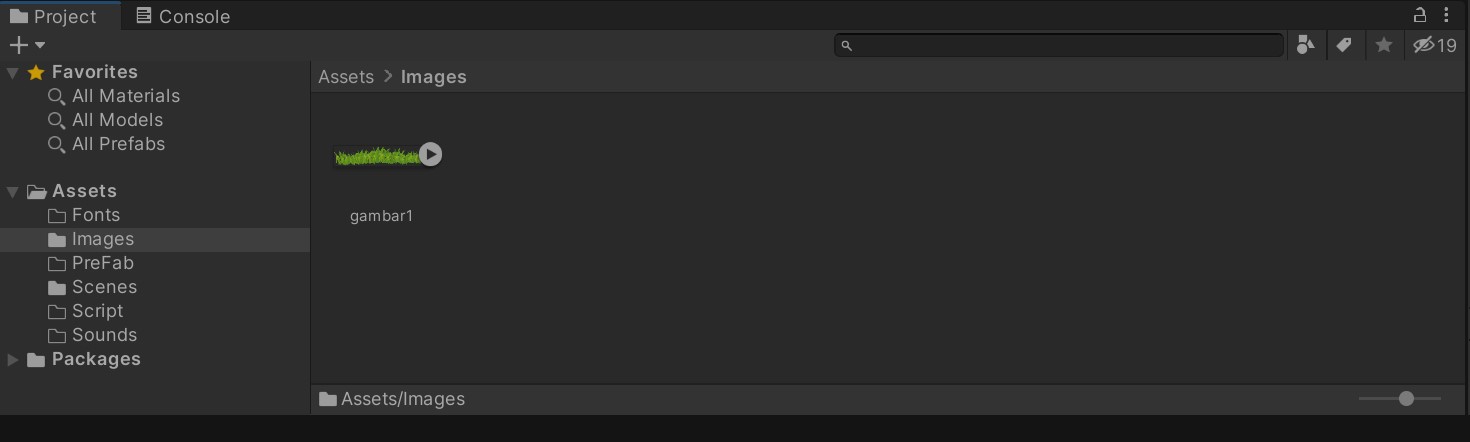 Project Console
19
Favorites
All Materials
All Models
All Prefabs
Assets
Fonts
Images
PreFab
Scenes
Script
Sounds
Packages
Assets > Images
gambar1
Assets/Images